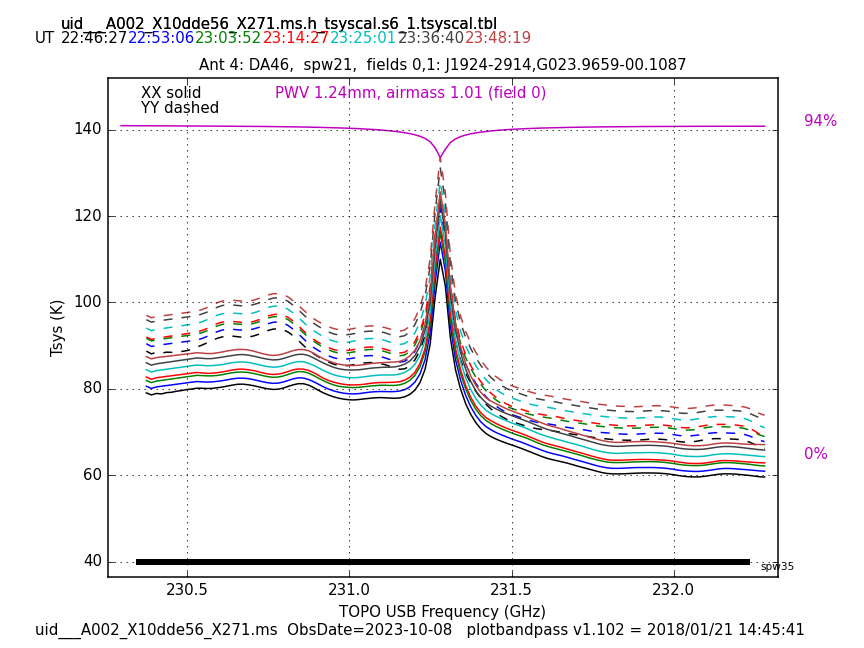 uid___A002_X10dde56_X271.ms.h_tsyscal.s6_1.tsyscal.tbl
UT 22:46:27 22:53:06 23:03:52 23:14:27 23:25:01 23:36:40 23:48:19
Ant 4: DA46, spw21, fields 0,1: J1924-2914,G023.9659-00.1087
XX solid PWV 1.24mm, airmass 1.01 (field 0)
YY dashed
94%
140
120
100
80
60
40
Tsys (K)
0%
spw35
230.5 231.0 231.5 232.0
TOPO USB Frequency (GHz)
uid___A002_X10dde56_X271.ms ObsDate=2023-10-08 plotbandpass v1.102 = 2018/01/21 14:45:41